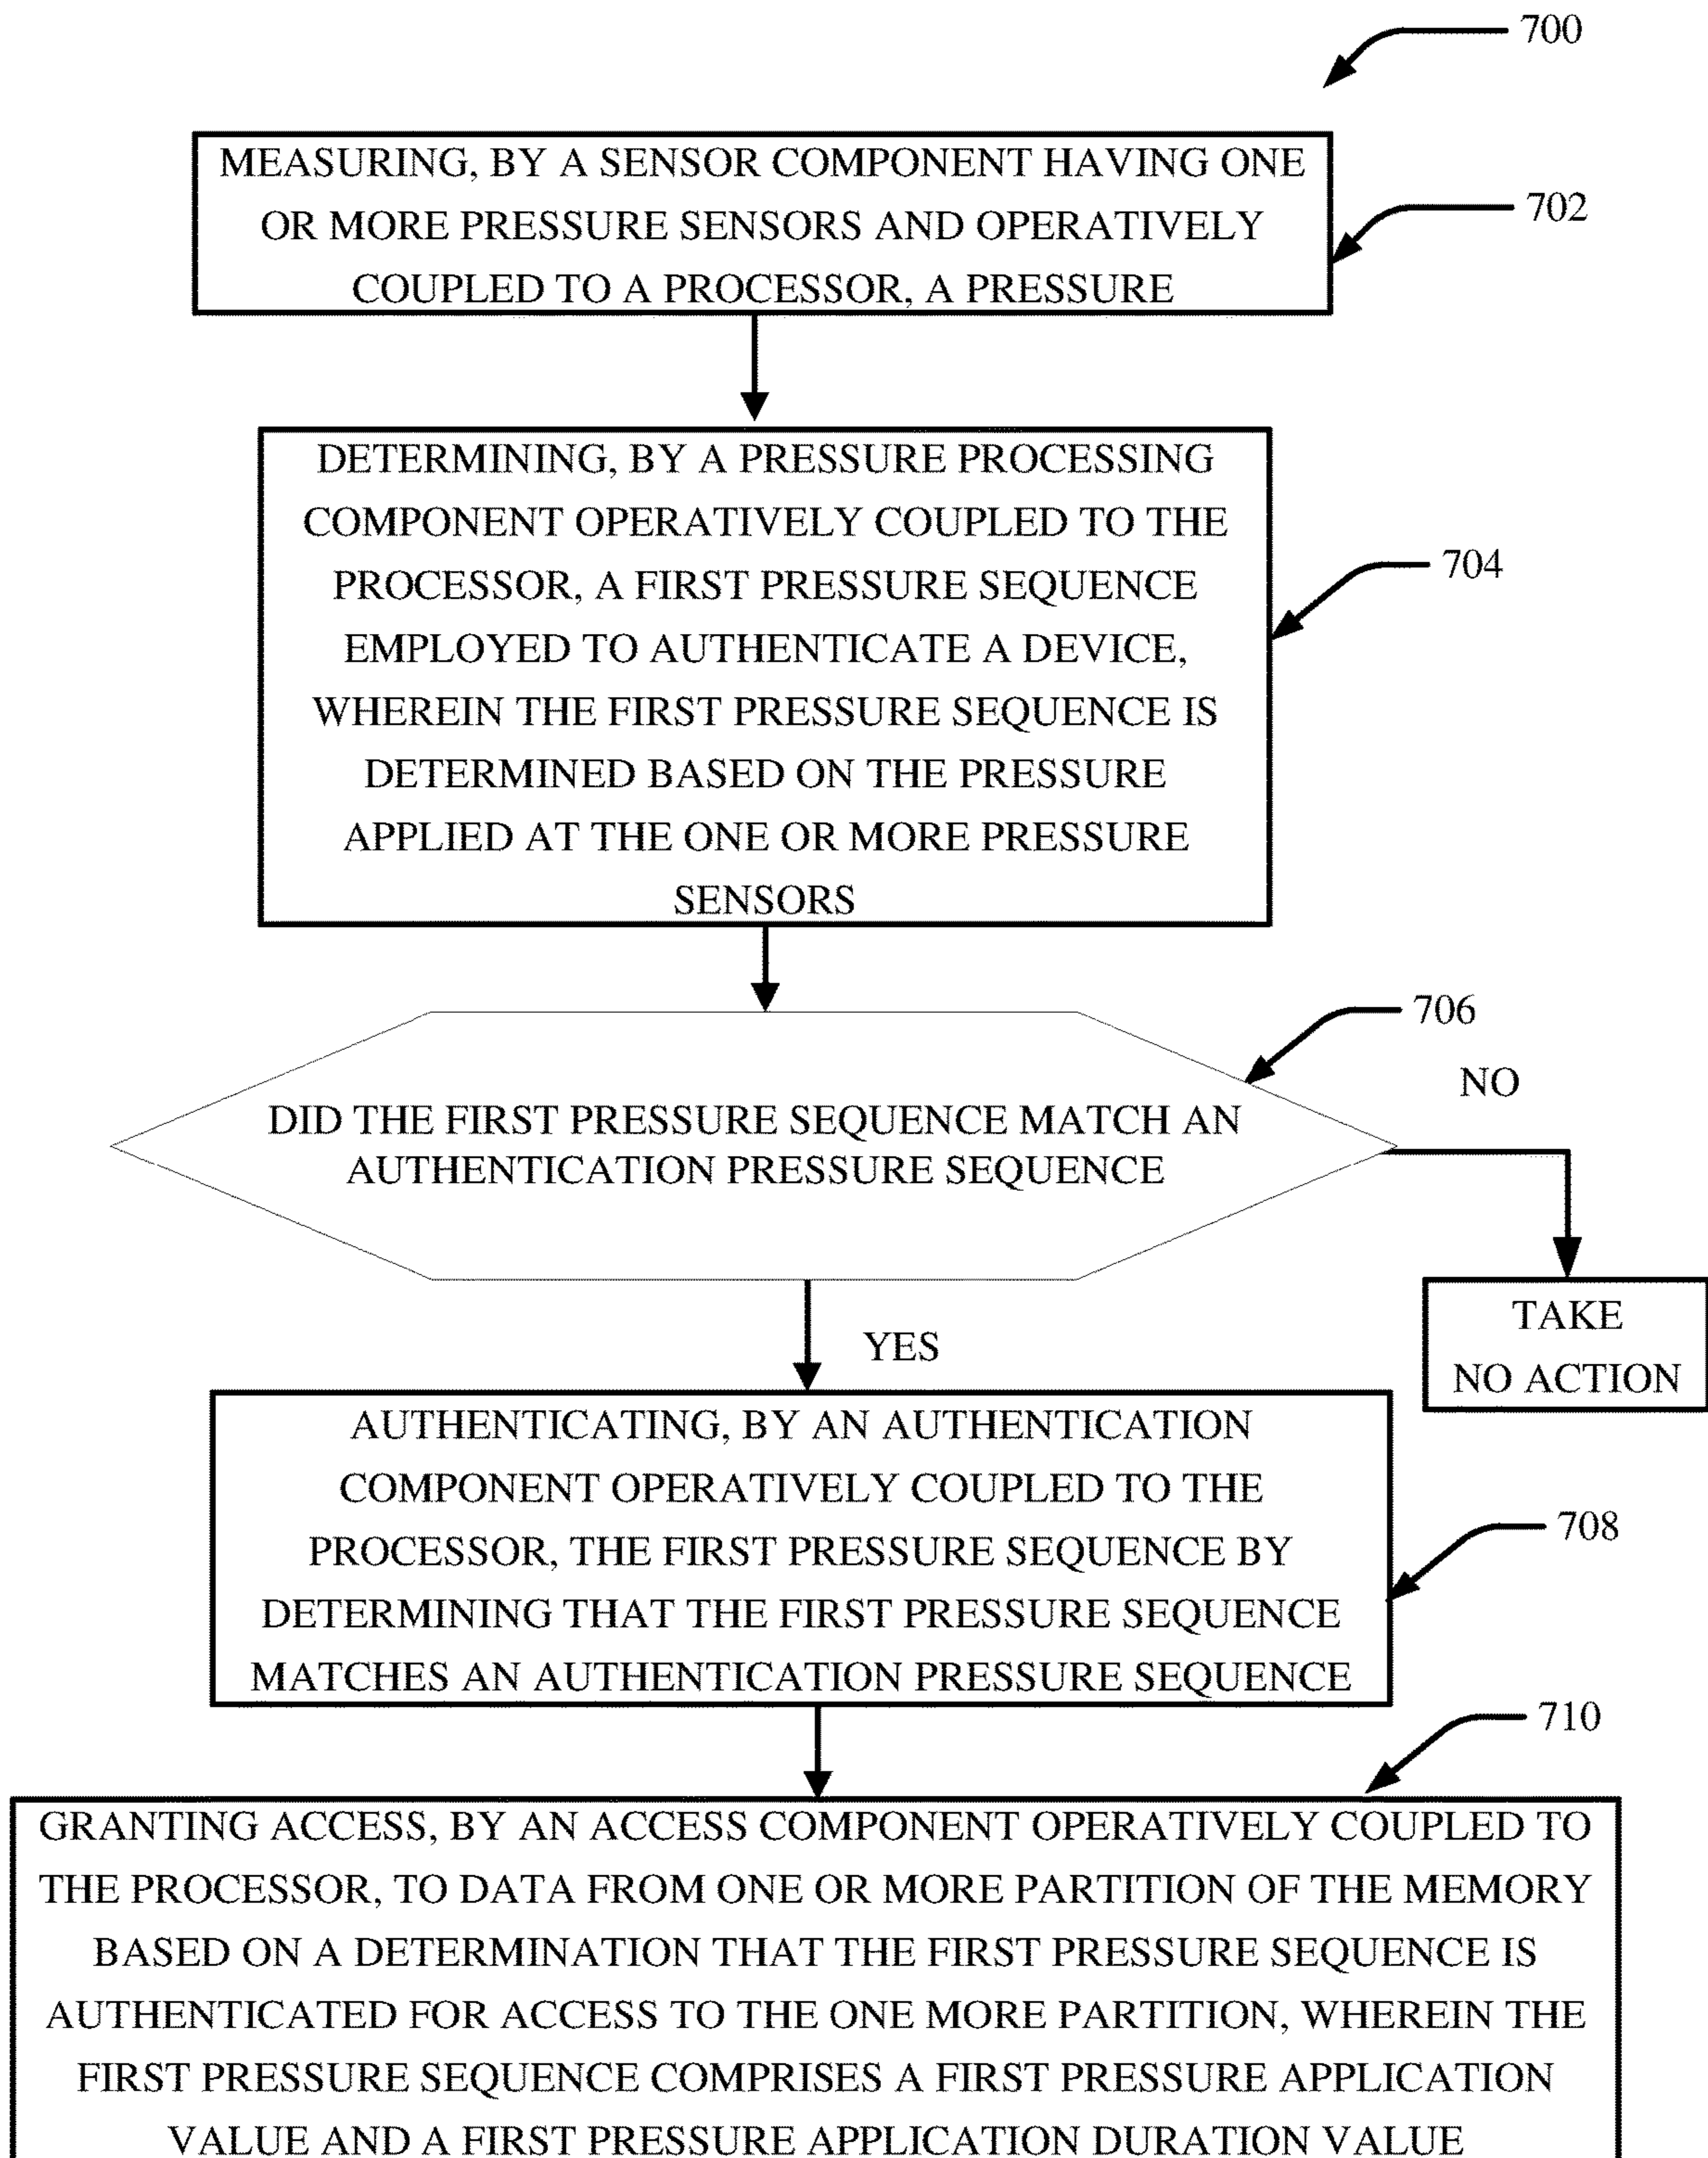 700
MEASURING, BY A SENSOR COMPONENT HAVING ONE
OR MORE PRESSURE SENSORS AND OPERATIVELY
COUPLED TO A PROCESSOR, A PRESSURE
702
DETERMINING, BY A PRESSURE PROCESSING
COMPONENT OPERATIVELY COUPLED TO THE
PROCESSOR, A FIRST PRESSURE SEQUENCE
EMPLOYED TO AUTHENTICATE A DEVICE,
WHEREIN THE FIRST PRESSURE SEQUENCE IS
DETERMINED BASED ON THE PRESSURE
APPLIED AT THE ONE OR MORE PRESSURE
SENSORS
704
706
NO
DID THE FIRST PRESSURE SEQUENCE MATCH AN
AUTHENTICATION PRESSURE SEQUENCE
TAKE
NO ACTION
YES
AUTHENTICATING, BY AN AUTHENTICATION
COMPONENT OPERATIVELY COUPLED TO THE
PROCESSOR, THE FIRST PRESSURE SEQUENCE BY
DETERMINING THAT THE FIRST PRESSURE SEQUENCE
MATCHES AN AUTHENTICATION PRESSURE SEQUENCE
708
710
GRANTING ACCESS, BY AN ACCESS COMPONENT OPERATIVELY COUPLED TO
THE PROCESSOR, TO DATA FROM ONE OR MORE PARTITION OF THE MEMORY
BASED ON A DETERMINATION THAT THE FIRST PRESSURE SEQUENCE IS
AUTHENTICATED FOR ACCESS TO THE ONE MORE PARTITION, WHEREIN THE
FIRST PRESSURE SEQUENCE COMPRISES A FIRST PRESSURE APPLICATION
VALUE AND A FIRST PRESSURE APPLICATION DURATION VALUE